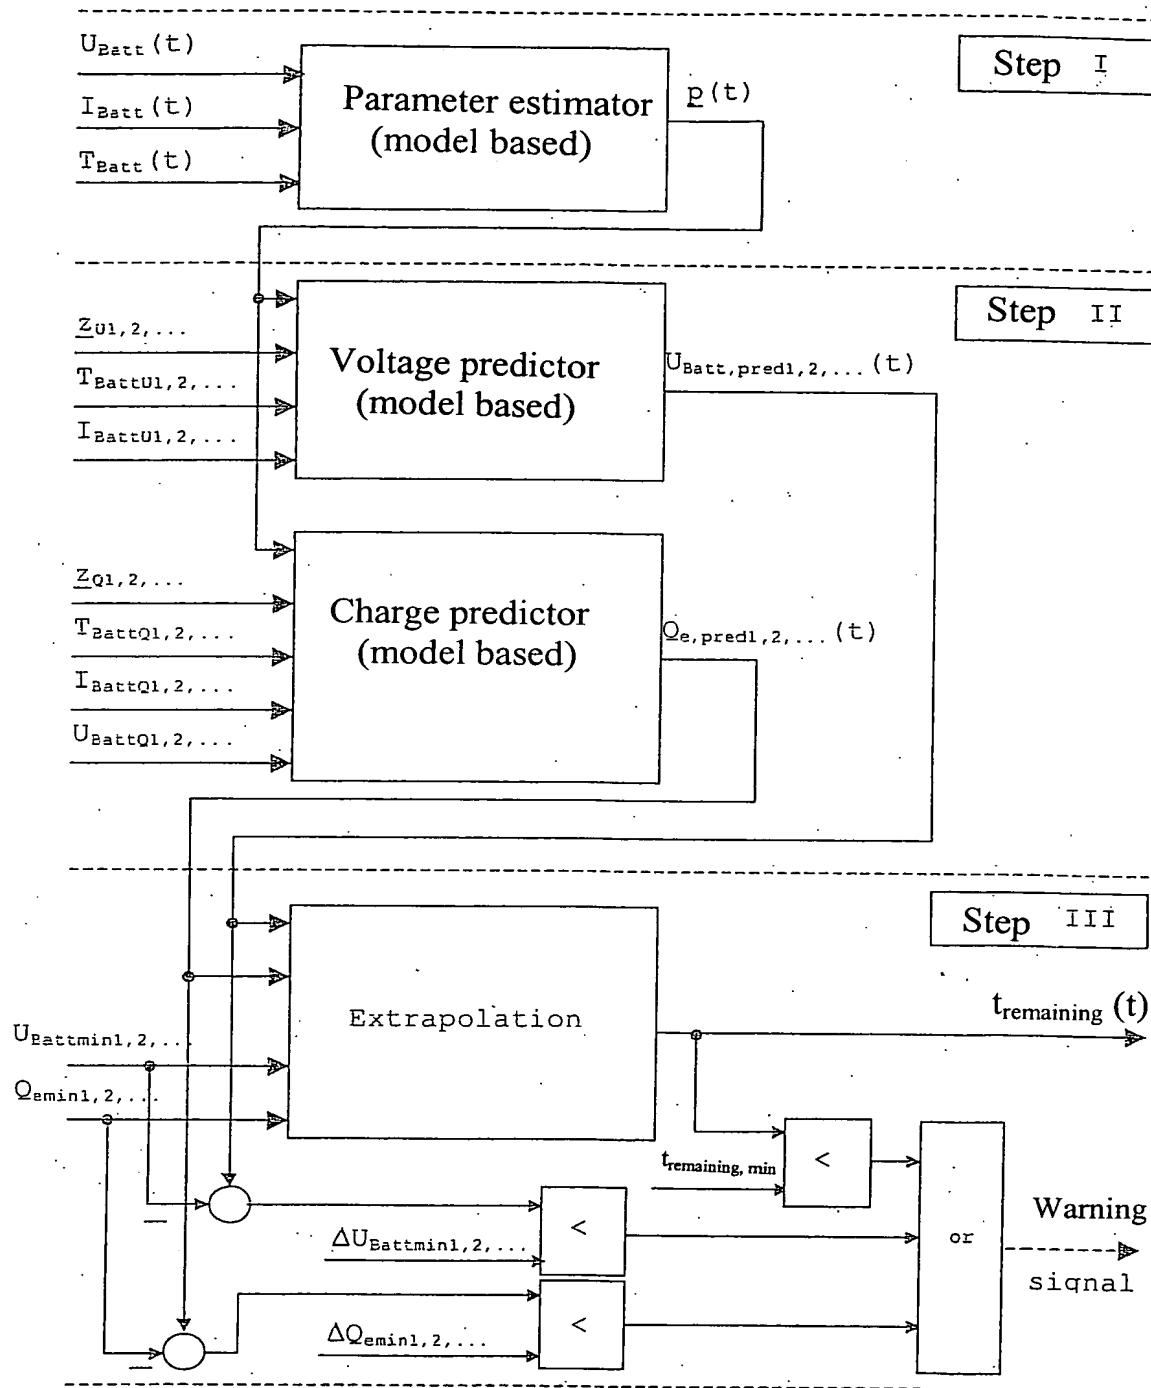 U_Batt(t)
Step I
Parameter estimator
(model based)
p(t)
I_Batt(t)
T_Batt(t)
Step II
z_U1,2,...
Voltage predictor
(model based)
U_Batt,pred1,2,...(t)
T_BattU1,2,...
I_BattU1,2,...
z_Q1,2,...
Charge predictor
(model based)
Q_e,pred1,2,...(t)
T_BattQ1,2,...
I_BattQ1,2,...
U_BattQ1,2,...
Step III
Extrapolation
t_remaining (t)
U_Battmin1,2,...
Q_emin1,2,...
t_remaining, min
<
or
Warning
signal
—
ΔU_Battmin1,2,...
<
—
ΔQ_emin1,2,...
<